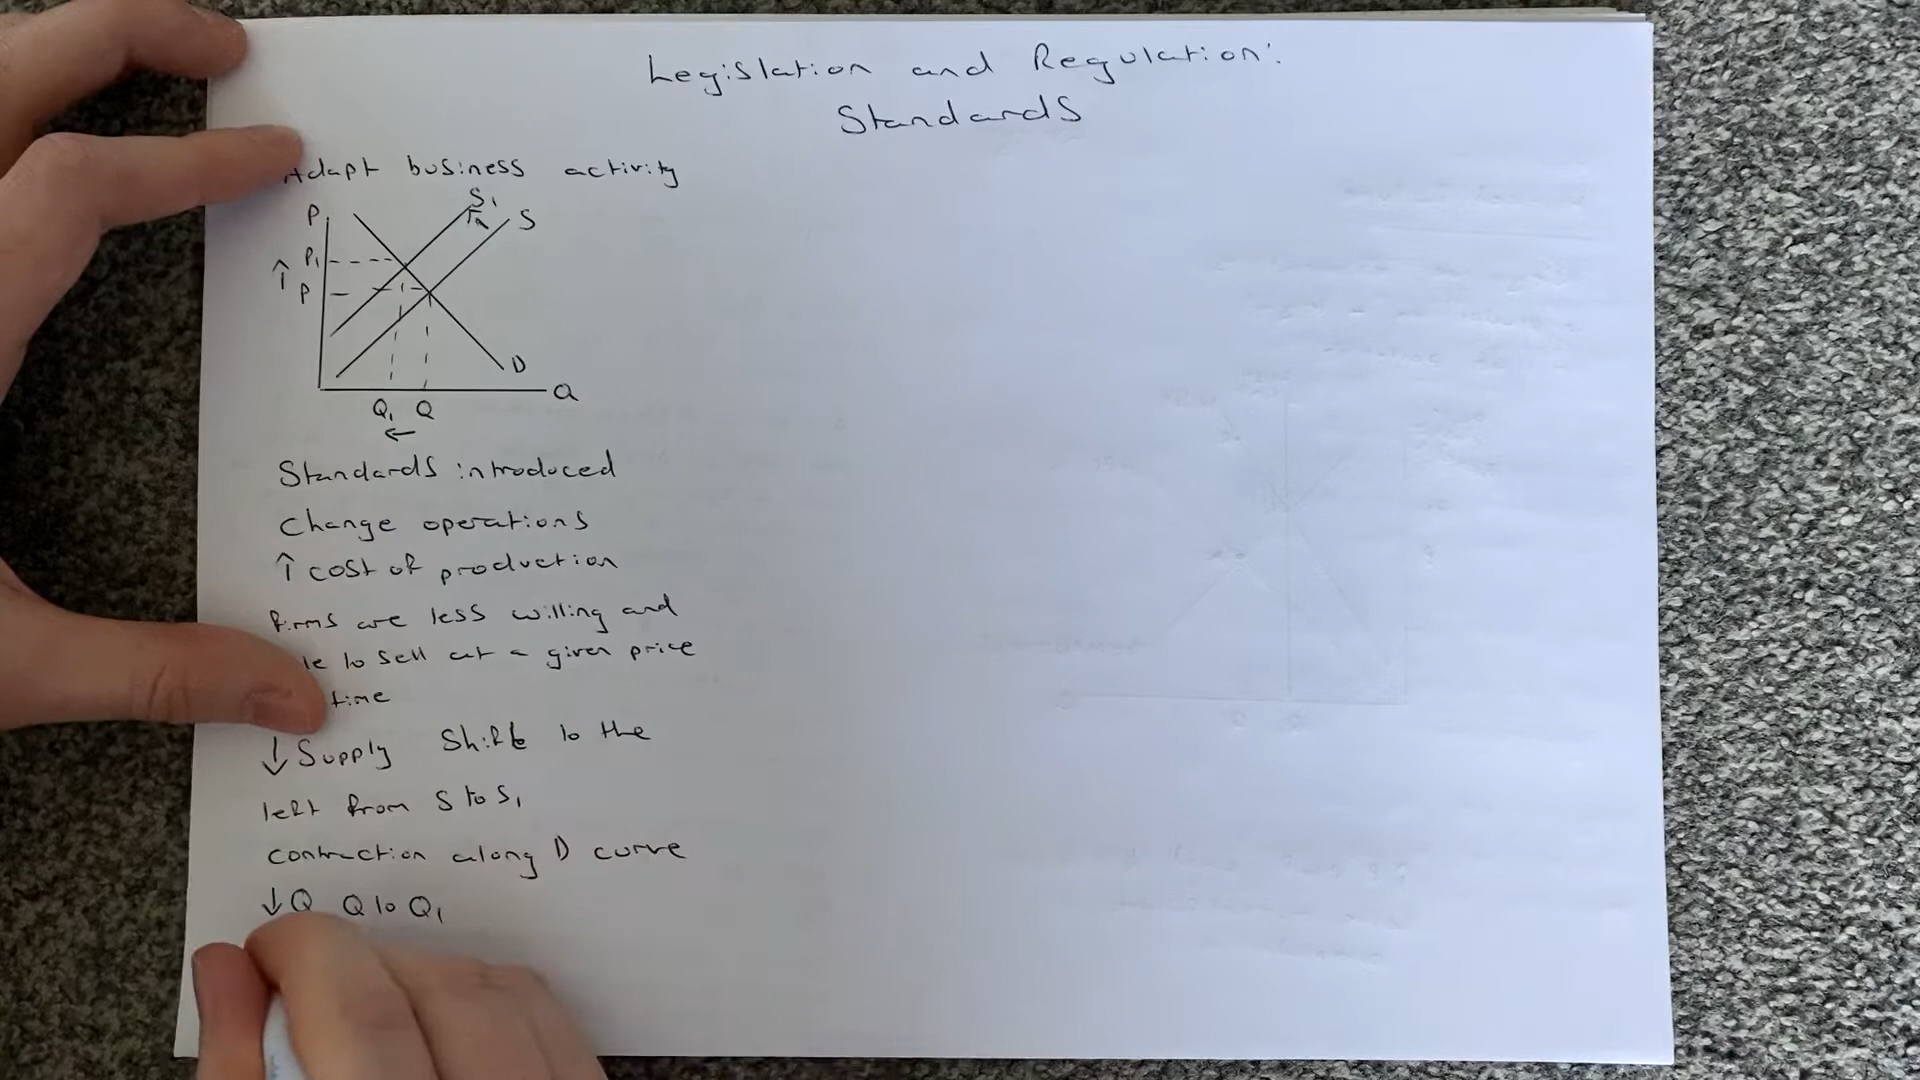 Legislation and Regulation:
Standards
Adapt business activity
P
S₁
S
P₁
P
D
Q
Q₁ Q
Standards introduced
Change operations
↑ cost of production
firms are less willing and
to sell at a given price
time
↓ Supply Shift to the
left from S to S₁
contraction along D curve
↓Q Q to Q₁